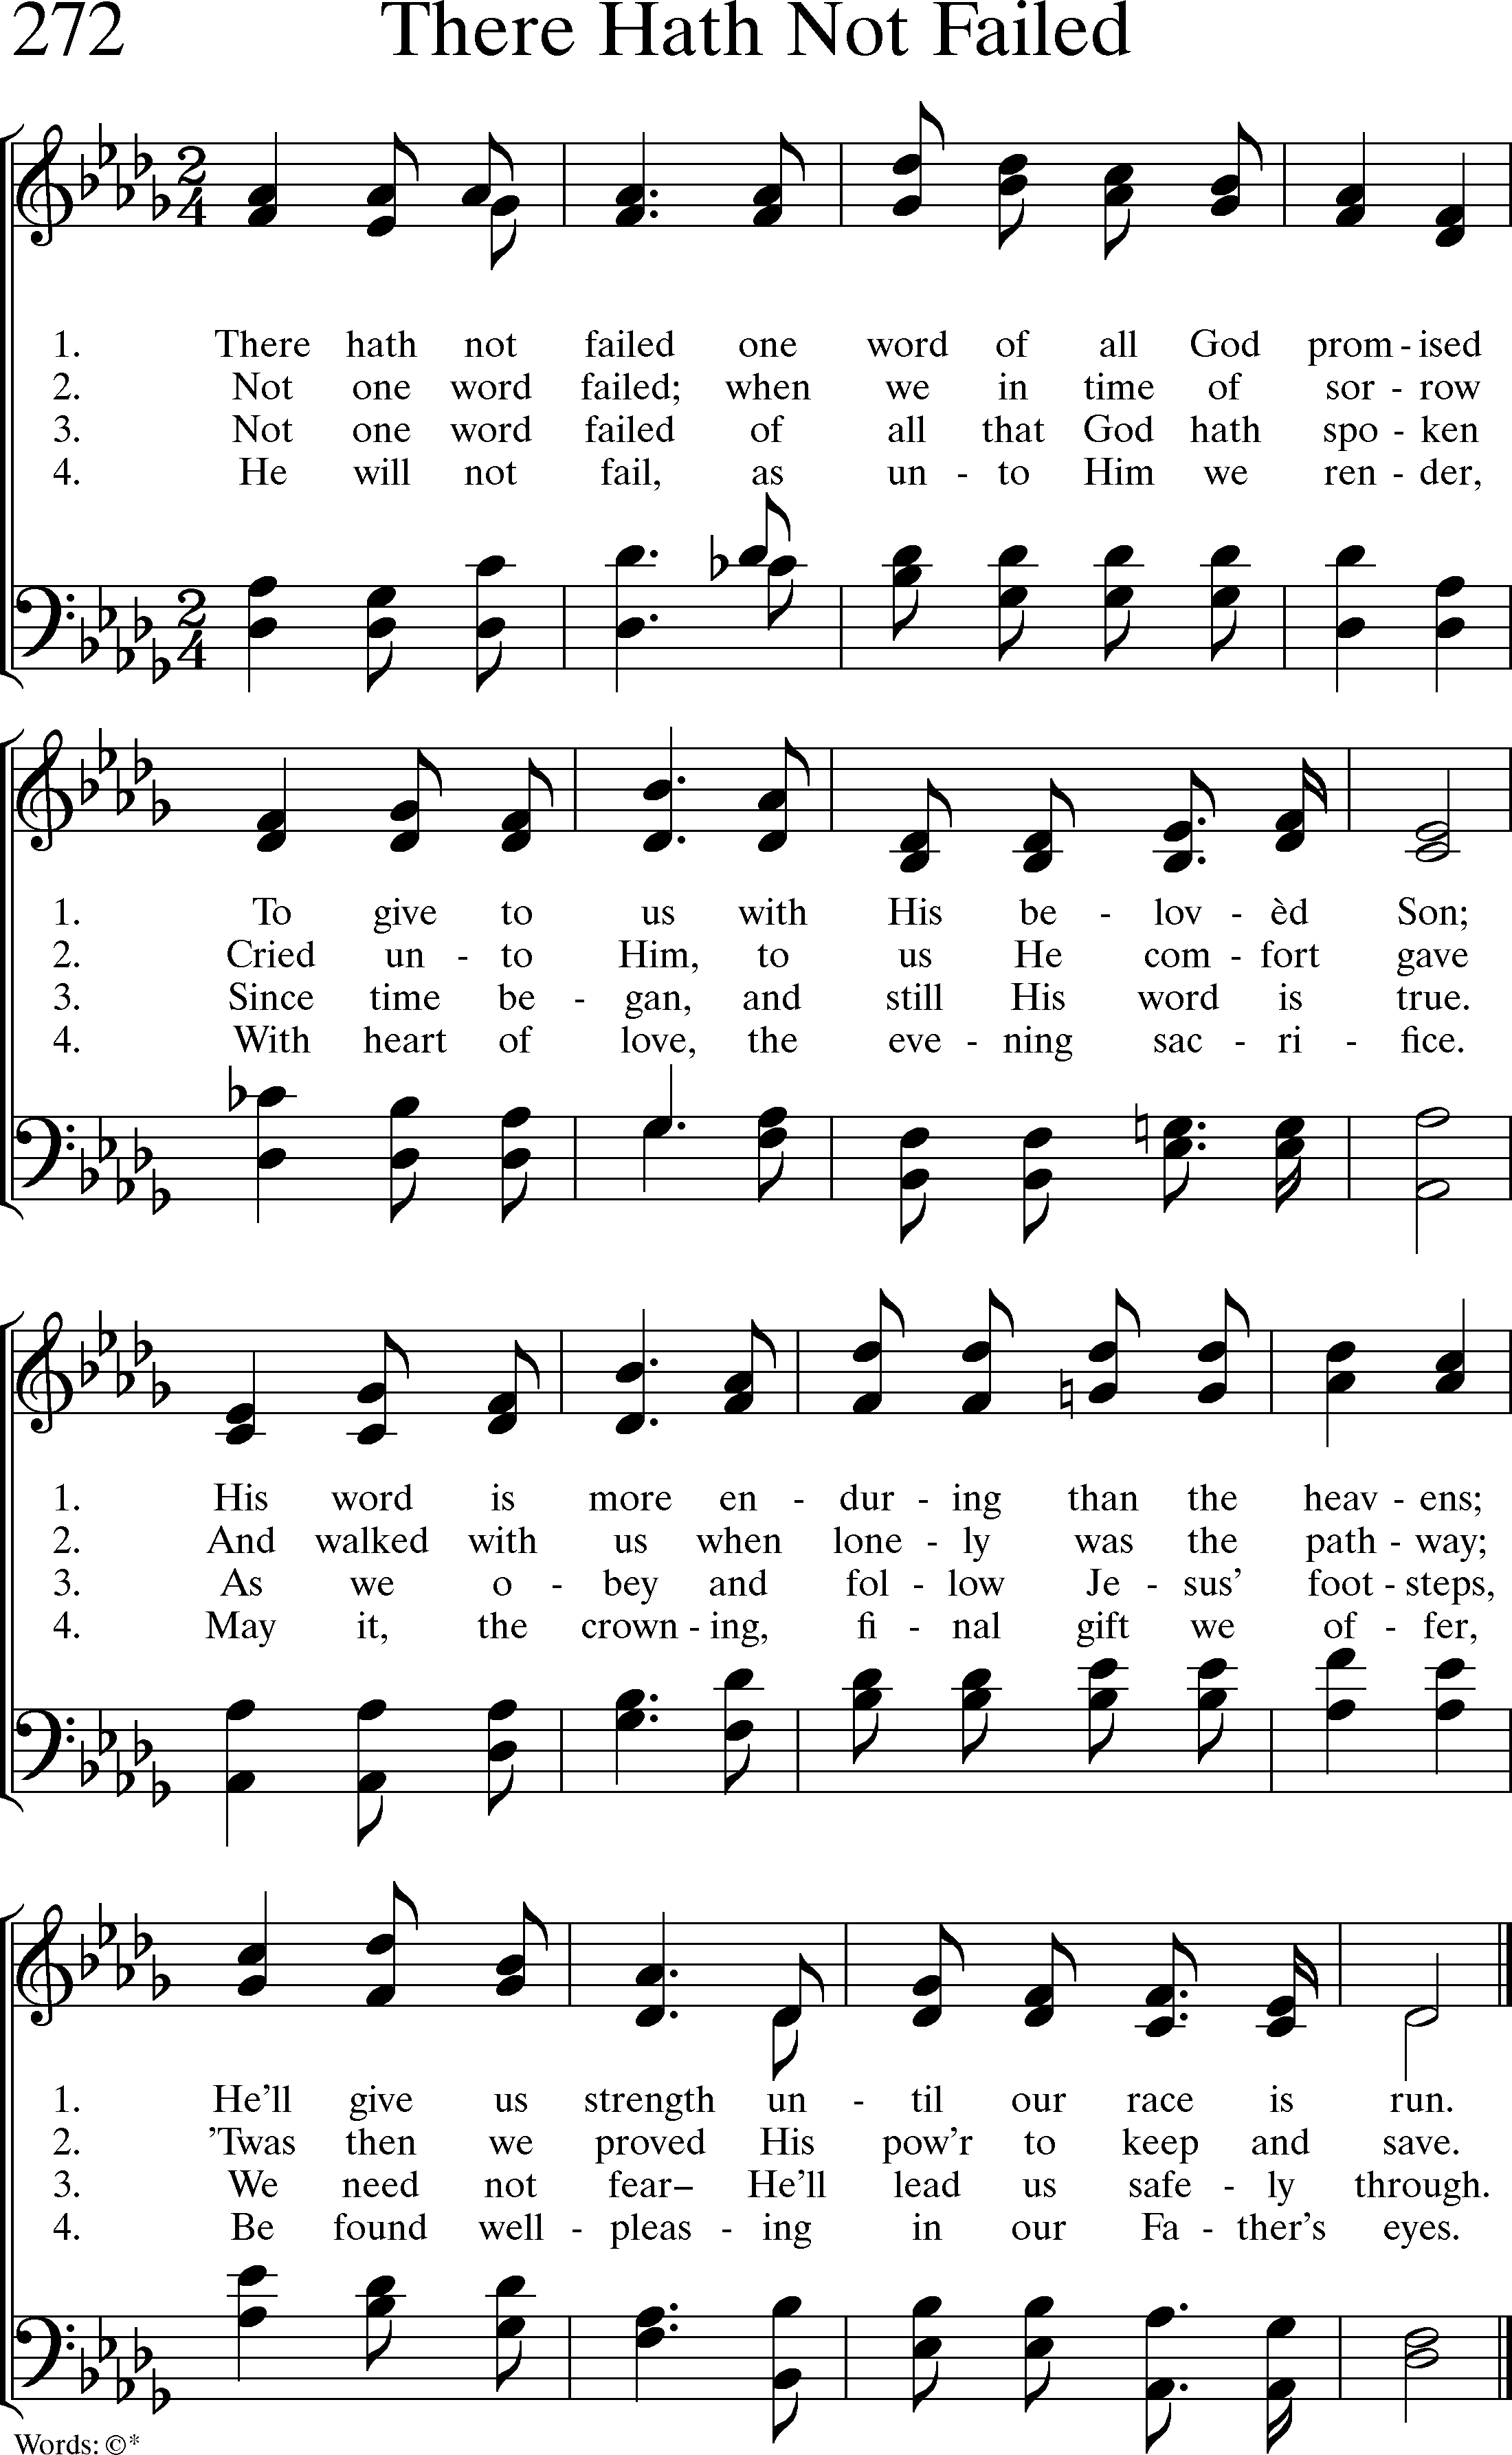 272 There Hath Not Failed
1. There hath not failed one word of all God prom - ised
2. Not one word failed; when we in time of sor - row
3. Not one word failed of all that God hath spo - ken
4. He will not fail, as un - to Him we ren - der,
1. To give to us with His be - lov - èd Son;
2. Cried un - to Him, to us He com - fort gave
3. Since time be - gan, and still His word is true.
4. With heart of love, the eve - ning sac - ri - fice.
1. His word is more en - dur - ing than the heav - ens;
2. And walked with us when lone - ly was the path - way;
3. As we o - bey and fol - low Je - sus' foot - steps,
4. May it, the crown - ing, fi - nal gift we of - fer,
1. He'll give us strength un - til our race is run.
2. 'Twas then we proved His pow'r to keep and save.
3. We need not fear– He'll lead us safe - ly through.
4. Be found well - pleas - ing in our Fa - ther's eyes.
Words: ©*